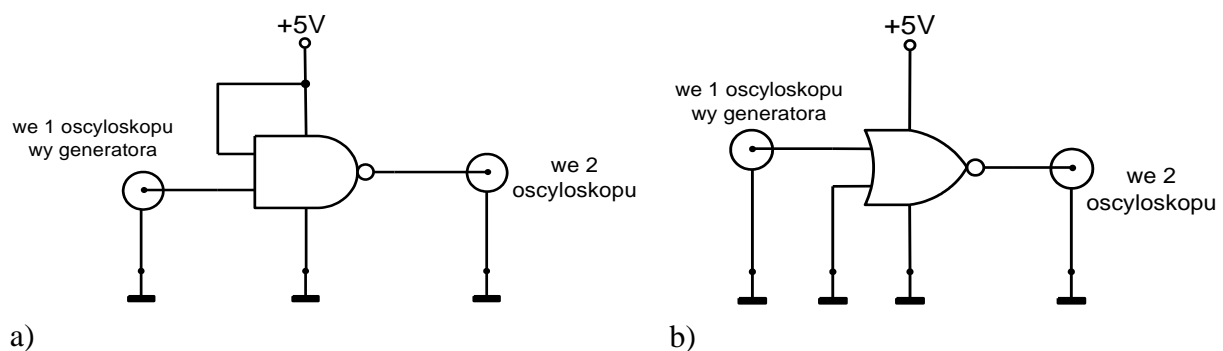 +5V
we 1 oscyloskopu
wy generatora
we 2
oscyloskopu
a)
+5V
we 1 oscyloskopu
wy generatora
we 2
oscyloskopu
b)